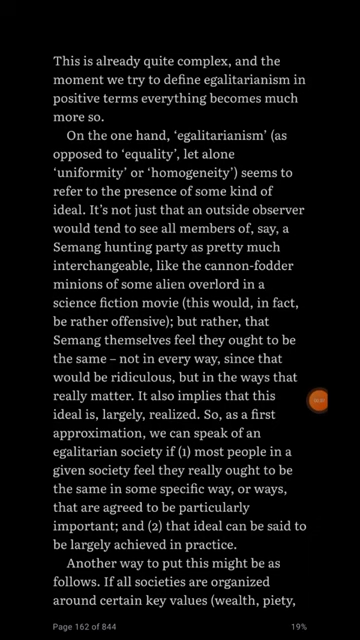 This is already quite complex, and the
moment we try to define egalitarianism in
positive terms everything becomes much
more so.
On the one hand, ‘egalitarianism’ (as
opposed to ‘equality’, let alone
‘uniformity’ or ‘homogeneity’) seems to
refer to the presence of some kind of
ideal. It’s not just that an outside observer
would tend to see all members of, say, a
Semang hunting party as pretty much
interchangeable, like the cannon-fodder
minions of some alien overlord in a
science fiction movie (this would, in fact,
be rather offensive); but rather, that
Semang themselves feel they ought to be
the same – not in every way, since that
would be ridiculous, but in the ways that
really matter. It also implies that this
ideal is, largely, realized. So, as a first
approximation, we can speak of an
egalitarian society if (1) most people in a
given society feel they really ought to be
the same in some specific way, or ways,
that are agreed to be particularly
important; and (2) that ideal can be said to
be largely achieved in practice.
Another way to put this might be as
follows. If all societies are organized
around certain key values (wealth, piety,
Page 162 of 844 19%